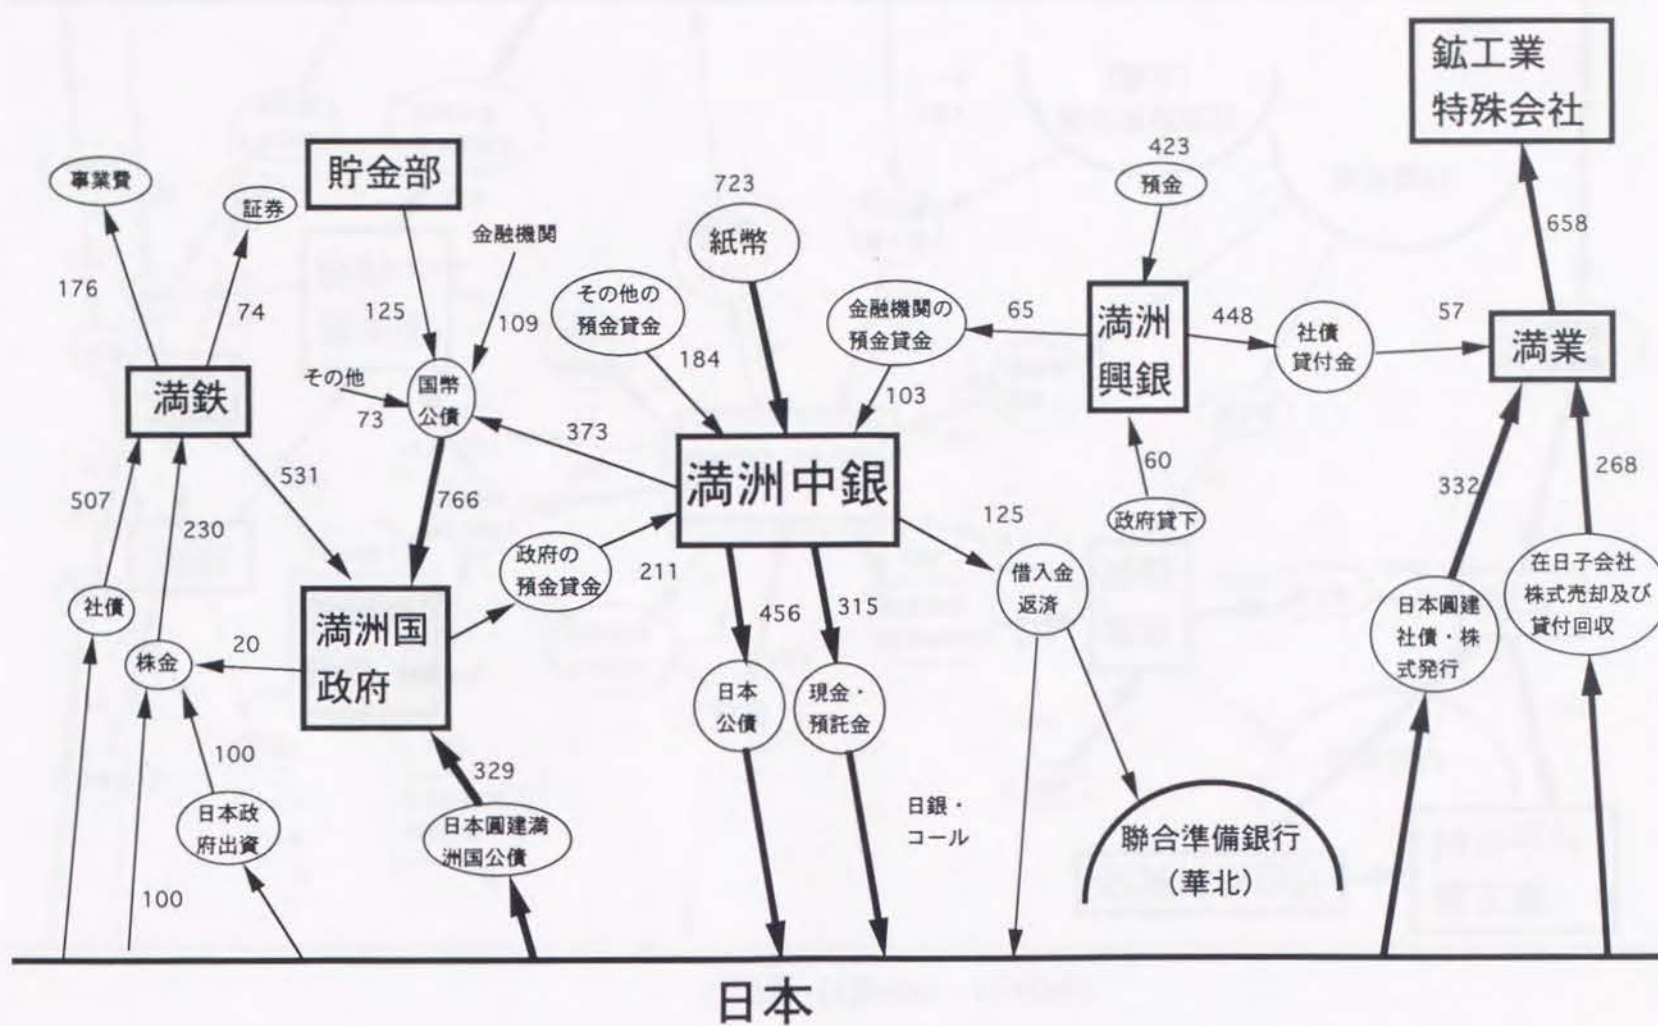 鉱工業
特殊会社
423
預金
658
事業費
貯金部
証券
723
紙幣
金融機関
176
74
125
109
その他の
預金貸金
184
金融機関の
預金貸金
65
103
満洲
興銀
448
社債
貸付金
57
満業
満鉄
その他
73
国幣
公債
373
満洲中銀
507
230
531
766
60
政府貸下
332
268
125
政府の
預金貸金
211
借入金
返済
在日子会社
株式売却及び
貸付回収
社債
株金
20
満洲国
政府
456
315
日本圓建
社債・株
式発行
日本
公債
現金・
預託金
100
329
日本政
府出資
日本圓建満
洲国公債
日銀・
コール
聯合準備銀行
（華北）
100
日本